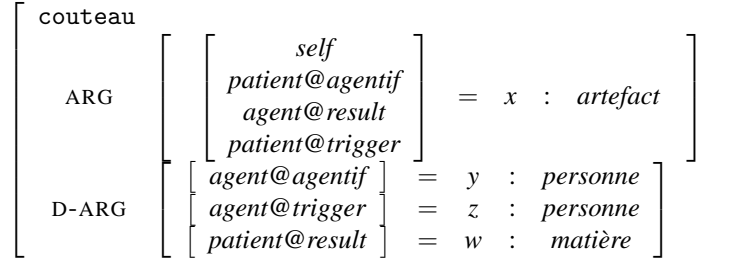 couteau
self
patient@agentif
ARG agent@result = x : artefact
patient@trigger
[ agent@agentif ] = y : personne
D-ARG [ agent@trigger ] = z : personne
[ patient@result ] = w : matière